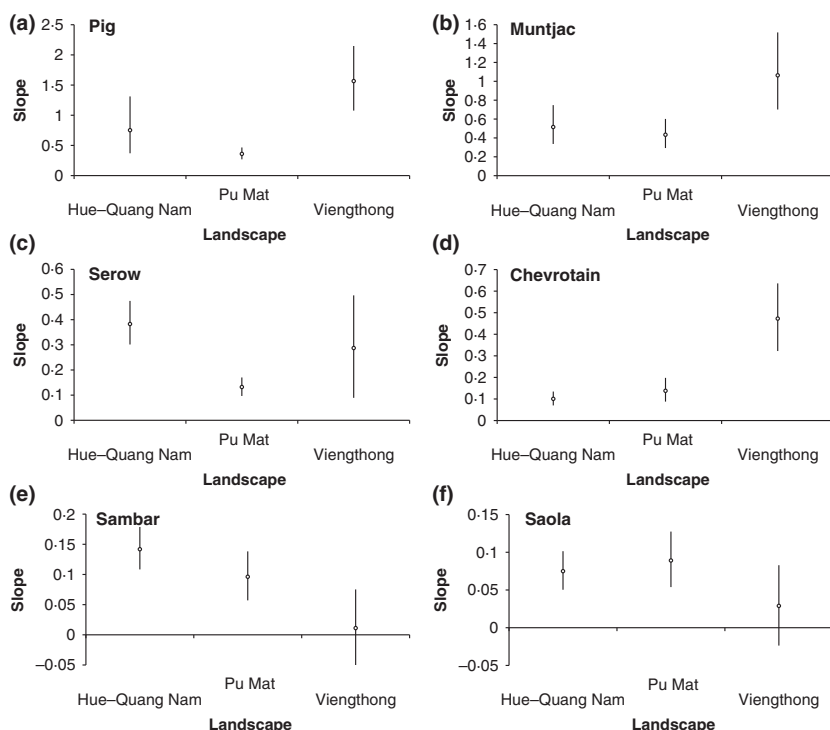 (a) Pig
2·5
2
1·5
1
0·5
0
Slope
Hue–Quang Nam
Pu Mat
Viengthong
Landscape
(b) Muntjac
1·6
1·4
1·2
1
0·8
0·6
0·4
0·2
0
Slope
Hue–Quang Nam
Pu Mat
Viengthong
Landscape
(c) Serow
0·6
0·5
0·4
0·3
0·2
0·1
0
Slope
Hue–Quang Nam
Pu Mat
Viengthong
Landscape
(d) Chevrotain
0·7
0·6
0·5
0·4
0·3
0·2
0·1
0
Slope
Hue–Quang Nam
Pu Mat
Viengthong
Landscape
(e) Sambar
0·2
0·15
0·1
0·05
0
–0·05
Slope
Hue–Quang Nam
Pu Mat
Viengthong
Landscape
(f) Saola
0·15
0·1
0·05
0
–0·05
Slope
Hue–Quang Nam
Pu Mat
Viengthong
Landscape